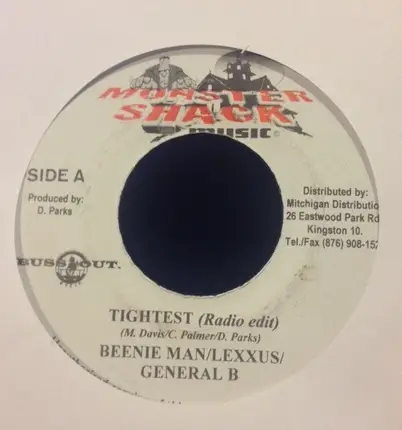 MONSTER
SHACK
MUSIC
SIDE A
Produced by:
D. Parks
Distributed by:
Mitchigan Distributio
26 Eastwood Park Rd
Kingston 10.
Tel./Fax (876) 908-152
BUSS OUT.
TIGHTEST (Radio edit)
(M. Davis/C. Palmer/D. Parks)
BEENIE MAN/LEXXUS/
GENERAL B